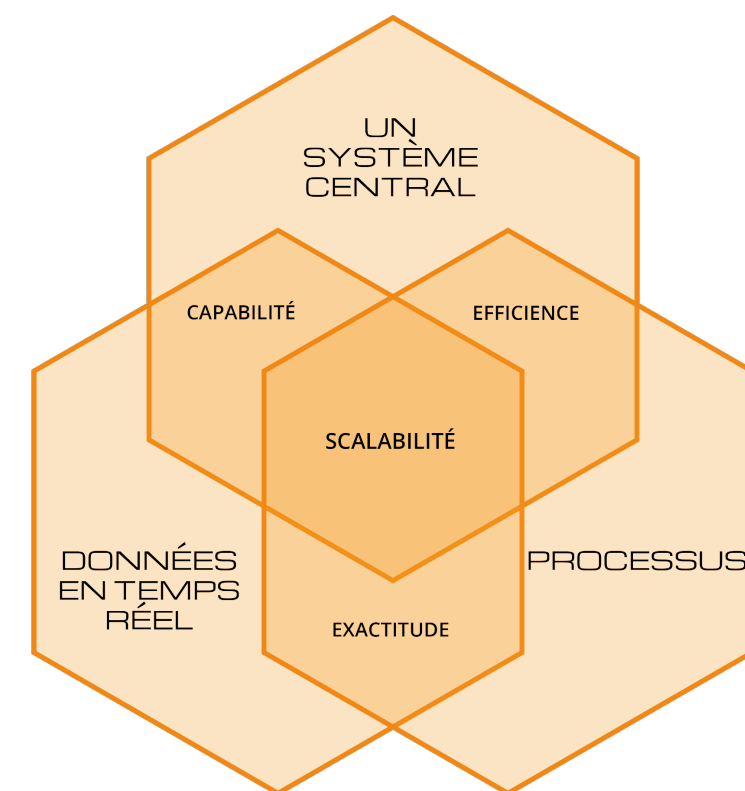 UN
SYSTÈME
CENTRAL
CAPABILITÉ
EFFICIENCE
SCALABILITÉ
DONNÉES
EN TEMPS
RÉEL
PROCESSUS
EXACTITUDE